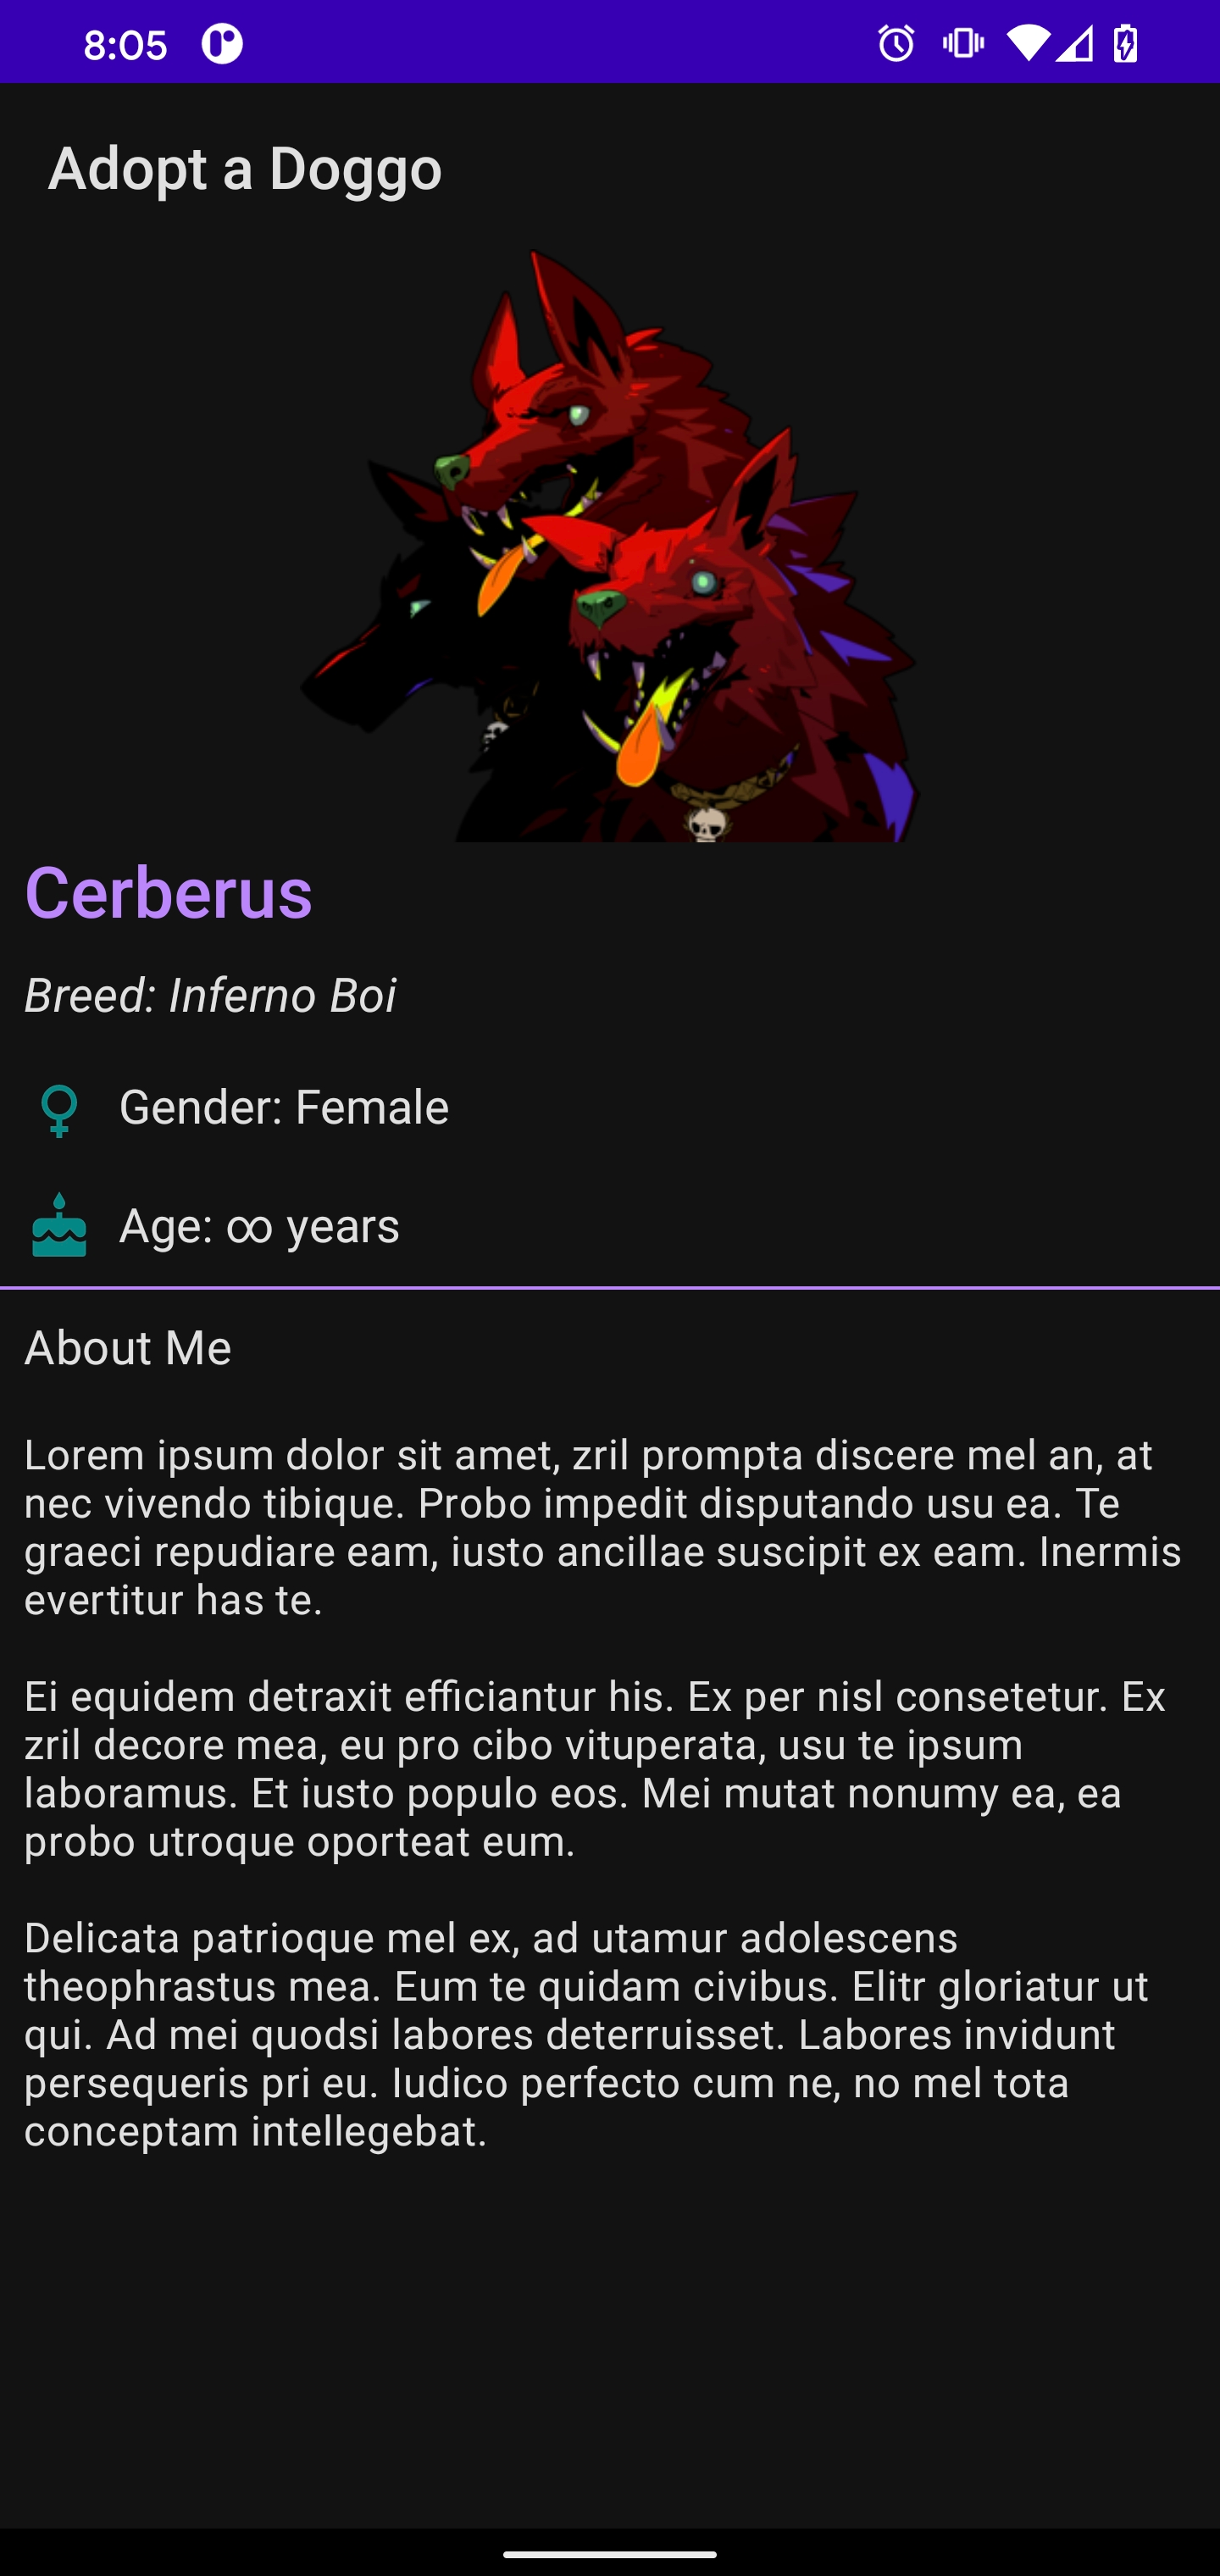 8:05
Adopt a Doggo
Cerberus
Breed: Inferno Boi
Gender: Female
Age: ∞ years
About Me
Lorem ipsum dolor sit amet, zril prompta discere mel an, at
nec vivendo tibique. Probo impedit disputando usu ea. Te
graeci repudiare eam, iusto ancillae suscipit ex eam. Inermis
evertitur has te.
Ei equidem detraxit efficiantur his. Ex per nisl consetetur. Ex
zril decore mea, eu pro cibo vituperata, usu te ipsum
laboramus. Et iusto populo eos. Mei mutat nonumy ea, ea
probo utroque oporteat eum.
Delicata patrioque mel ex, ad utamur adolescens
theophrastus mea. Eum te quidam civibus. Elitr gloriatur ut
qui. Ad mei quodsi labores deterruisset. Labores invidunt
persequeris pri eu. Iudico perfecto cum ne, no mel tota
conceptam intellegebat.